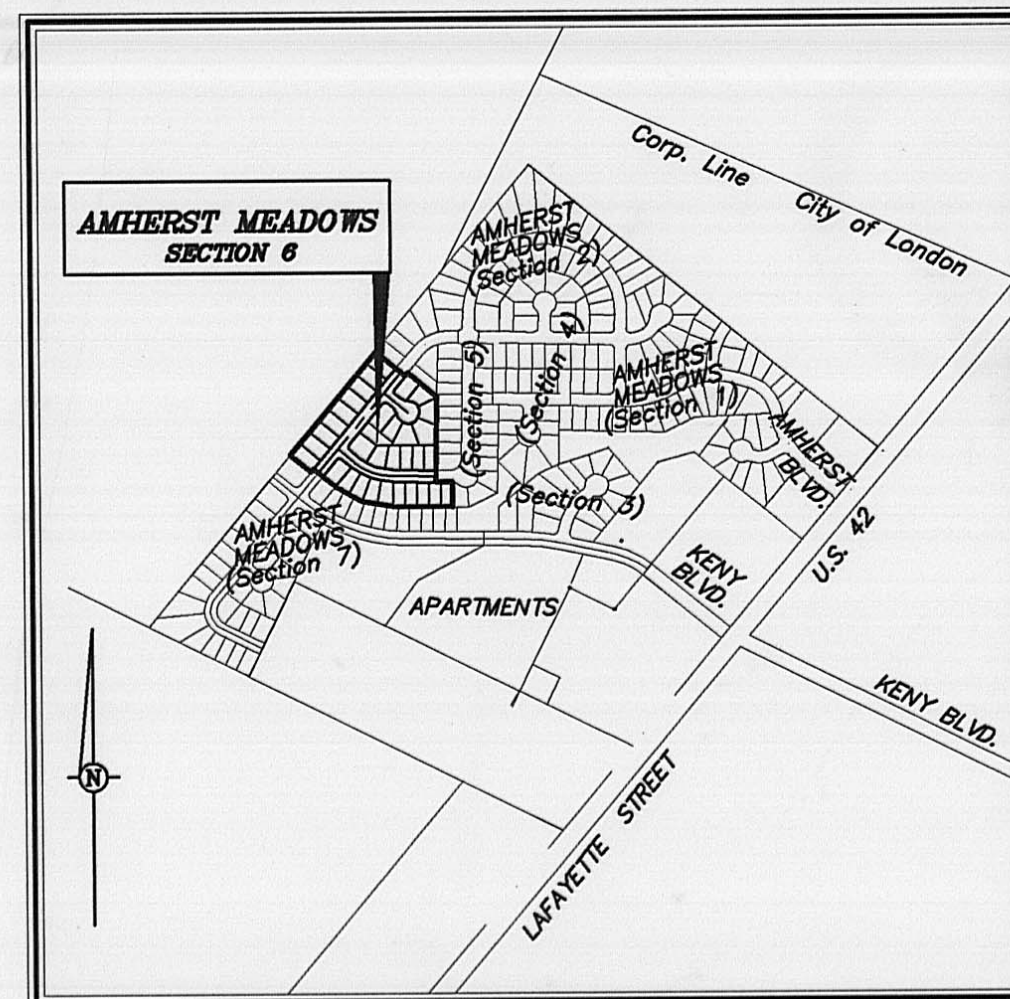 Corp. Line City of London
AMHERST MEADOWS
SECTION 6
AMHERST
MEADOWS
(Section 2)
(Section 4)
(Section 5)
AMHERST
MEADOWS
(Section 1)
AMHERST
BLVD.
(Section 3)
U.S. 42
AMHERST
MEADOWS
(Section 7)
KENY
BLVD.
APARTMENTS
KENY BLVD.
N
LAFAYETTE STREET